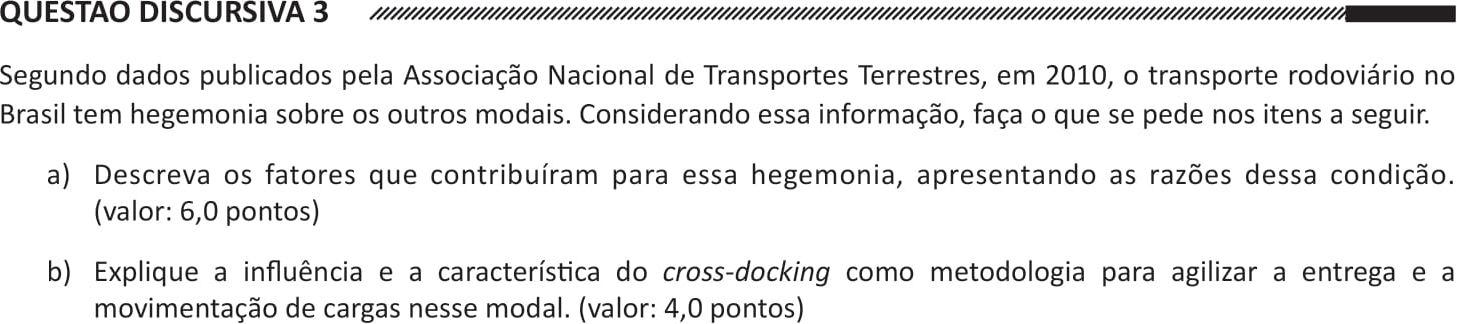 QUESTÃO DISCURSIVA 3
Segundo dados publicados pela Associação Nacional de Transportes Terrestres, em 2010, o transporte rodoviário no
Brasil tem hegemonia sobre os outros modais. Considerando essa informação, faça o que se pede nos itens a seguir.
a) Descreva os fatores que contribuíram para essa hegemonia, apresentando as razões dessa condição.
(valor: 6,0 pontos)
b) Explique a influência e a característica do cross-docking como metodologia para agilizar a entrega e a
movimentação de cargas nesse modal. (valor: 4,0 pontos)